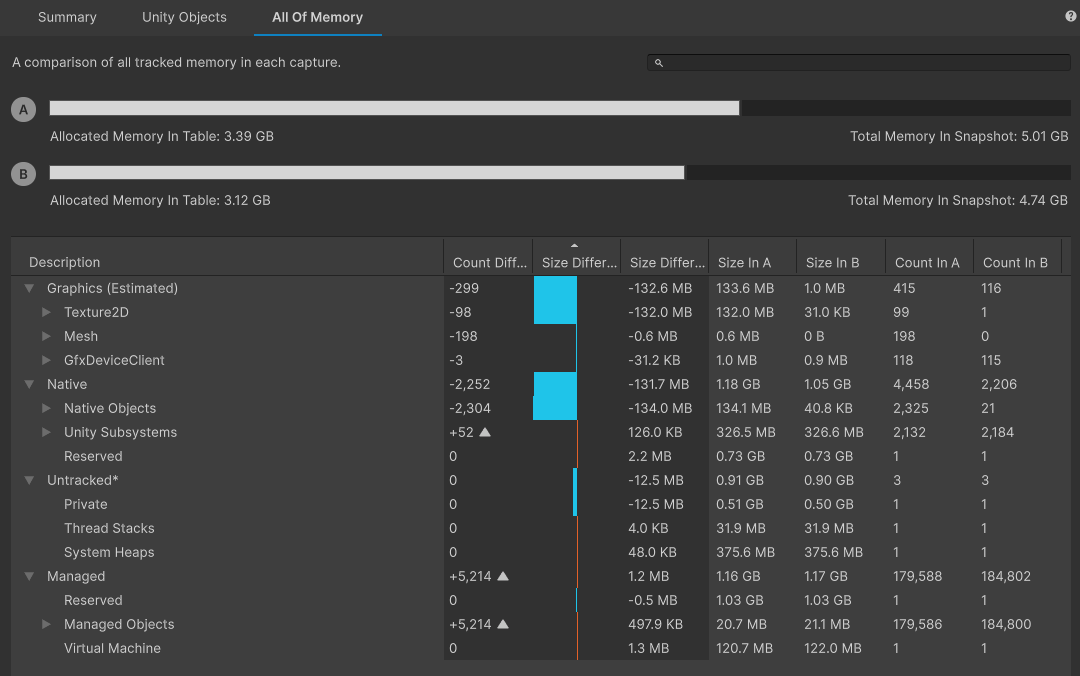 Summary Unity Objects All Of Memory
A comparison of all tracked memory in each capture.
A
Allocated Memory In Table: 3.39 GB Total Memory In Snapshot: 5.01 GB
B
Allocated Memory In Table: 3.12 GB Total Memory In Snapshot: 4.74 GB
Description Count Diff... Size Differ... Size Differ... Size In A Size In B Count In A Count In B
Graphics (Estimated) -299 -132.6 MB 133.6 MB 1.0 MB 415 116
Texture2D -98 -132.0 MB 132.0 MB 31.0 KB 99 1
Mesh -198 -0.6 MB 0.6 MB 0 B 198 0
GfxDeviceClient -3 -31.2 KB 1.0 MB 0.9 MB 118 115
Native -2,252 -131.7 MB 1.18 GB 1.05 GB 4,458 2,206
Native Objects -2,304 -134.0 MB 134.1 MB 40.8 KB 2,325 21
Unity Subsystems +52 ▲ 126.0 KB 326.5 MB 326.6 MB 2,132 2,184
Reserved 0 2.2 MB 0.73 GB 0.73 GB 1 1
Untracked* 0 -12.5 MB 0.91 GB 0.90 GB 3 3
Private 0 -12.5 MB 0.51 GB 0.50 GB 1 1
Thread Stacks 0 4.0 KB 31.9 MB 31.9 MB 1 1
System Heaps 0 48.0 KB 375.6 MB 375.6 MB 1 1
Managed +5,214 ▲ 1.2 MB 1.16 GB 1.17 GB 179,588 184,802
Reserved 0 -0.5 MB 1.03 GB 1.03 GB 1 1
Managed Objects +5,214 ▲ 497.9 KB 20.7 MB 21.1 MB 179,586 184,800
Virtual Machine 0 1.3 MB 120.7 MB 122.0 MB 1 1